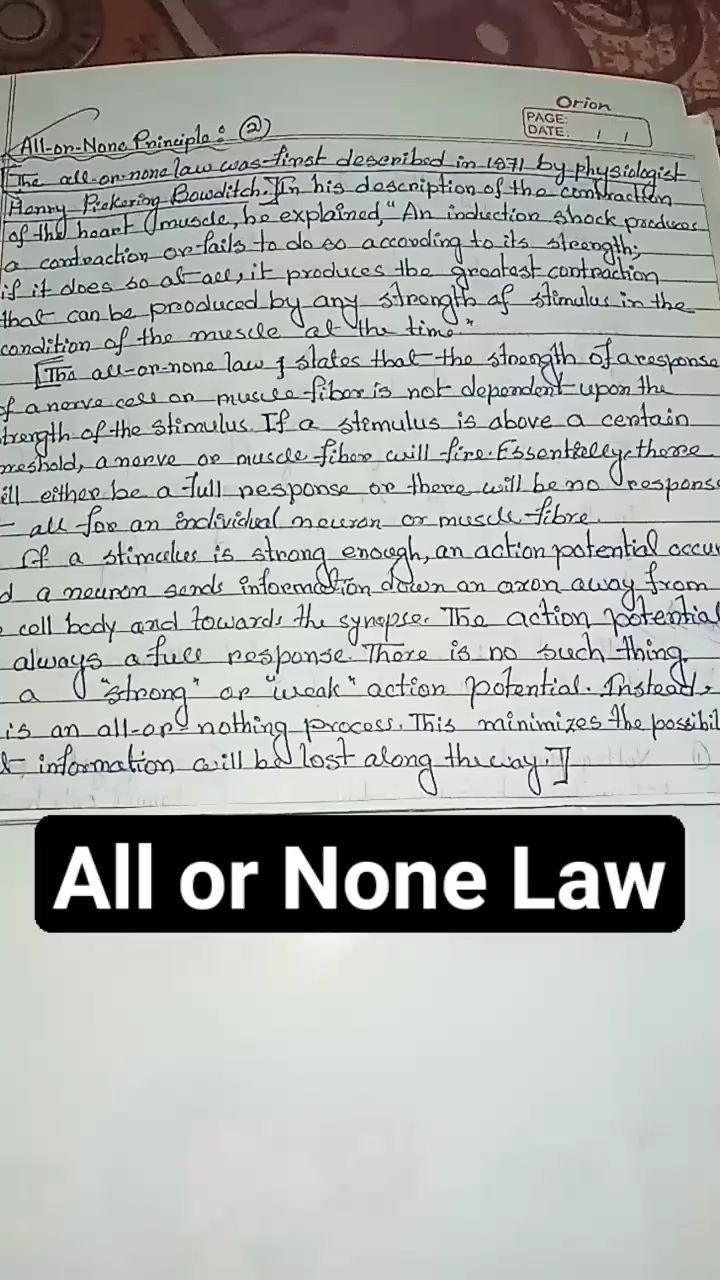 Orion
PAGE:
DATE: / /
All-or-None Principle: (2)
[The all-or-none law was first described in 1871 by physiologist
Henry Pickering Bowditch.] In his description of the contraction
of the heart muscle, he explained, "An induction shock produces
a contraction or fails to do so according to its strength;
if it does so at all, it produces the greatest contraction
that can be produced by any strength of stimulus in the
condition of the muscle at the time."
[The all-or-none law states that the strength of a response
f a nerve cell or muscle fiber is not dependent upon the
trength of the stimulus. If a stimulus is above a certain
reshold, a nerve or muscle fiber will fire. Essentially, there
ill either be a full response or there will be no response
all for an individual neuron or muscle fibre.
If a stimulus is strong enough, an action potential occur
d a neuron sends information down an axon away from
cell body and towards the synapse. The action potential
always a full response. There is no such thing
a "strong" or "weak" action potential. Instead,
is an all-or-nothing process. This minimizes the possibil
t information will be lost along the way.]
All or None Law